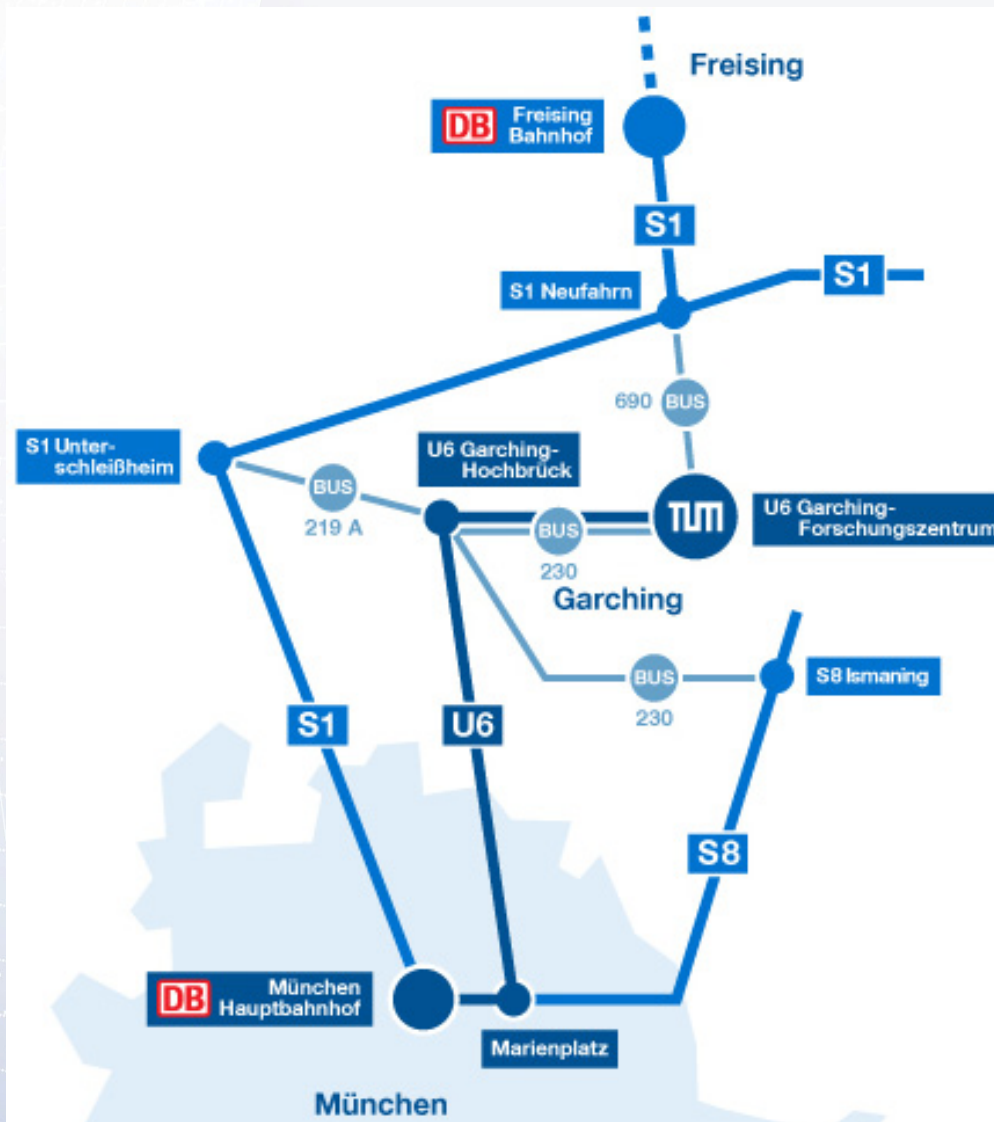 Freising
DB
Freising
Bahnhof
S1
S1 Neufahrn
S1
690
BUS
S1 Unter-
schleißheim
U6 Garching-
Hochbrück
BUS
219 A
BUS
230
TUM
U6 Garching-
Forschungszentrum
Garching
BUS
230
S8 Ismaning
S1
U6
S8
DB
München
Hauptbahnhof
Marienplatz
München